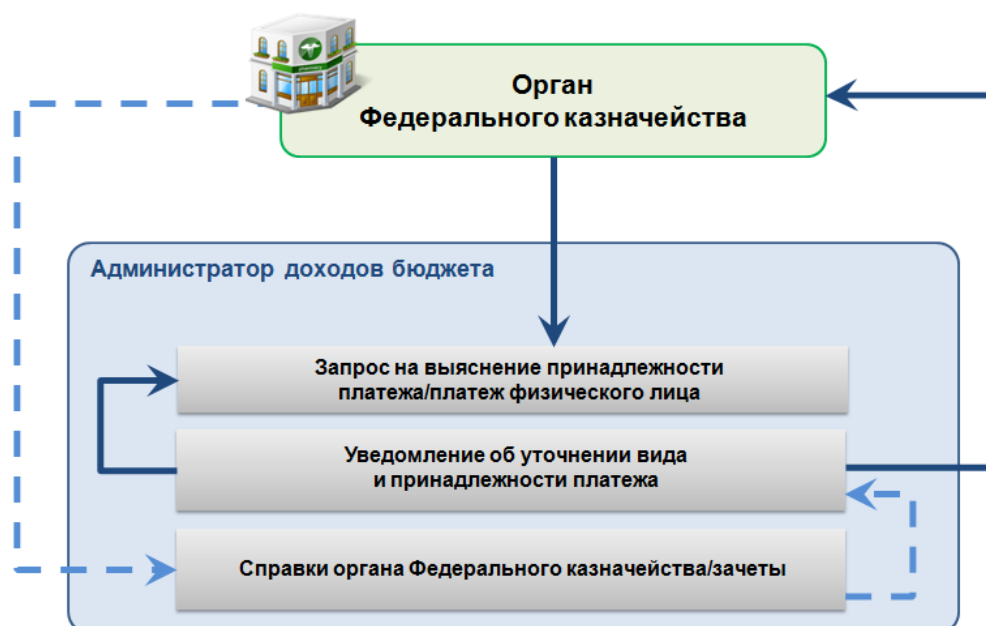 Орган
Федерального казначейства
Администратор доходов бюджета
Запрос на выяснение принадлежности
платежа/платеж физического лица
Уведомление об уточнении вида
и принадлежности платежа
Справки органа Федерального казначейства/зачеты